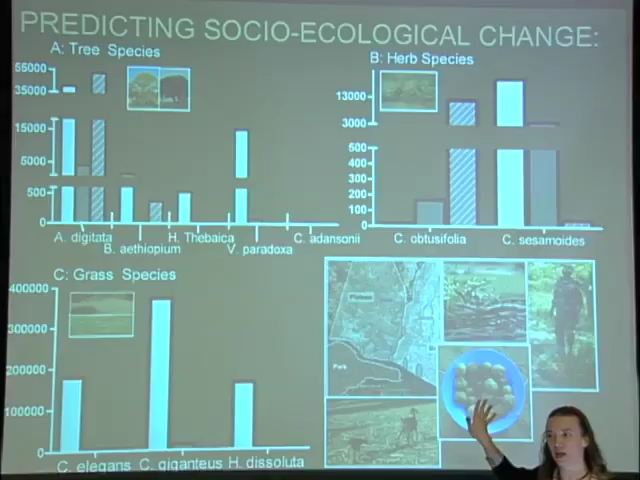 PREDICTING SOCIO-ECOLOGICAL CHANGE:
A: Tree Species
55000
35000
15000
5000
500
0
A. digitata
B. aethiopium
H. Thebaica
V. paradoxa
C. adansonii
B: Herb Species
13000
3000
500
400
300
200
100
0
C. obtusifolia
C. sesamoides
C: Grass Species
400000
300000
200000
100000
0
C. elegans
C. giganteus
H. dissoluta
Park